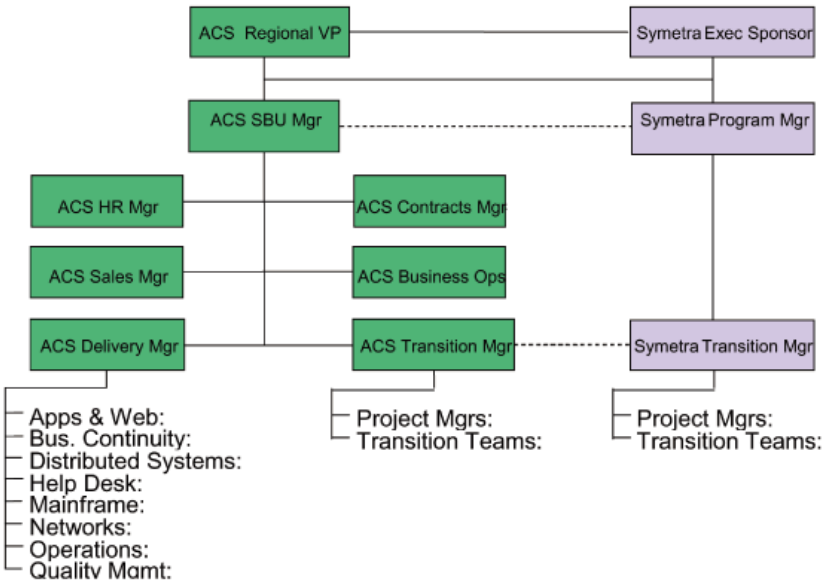 ACS Regional VP
Symetra Exec Sponsor
ACS SBU Mgr
Symetra Program Mgr
ACS HR Mgr
ACS Contracts Mgr
ACS Sales Mgr
ACS Business Ops
ACS Delivery Mgr
ACS Transition Mgr
Symetra Transition Mgr
Apps & Web:
Bus. Continuity:
Distributed Systems:
Help Desk:
Mainframe:
Networks:
Operations:
Quality Mgmt:
Project Mgrs:
Transition Teams:
Project Mgrs:
Transition Teams: